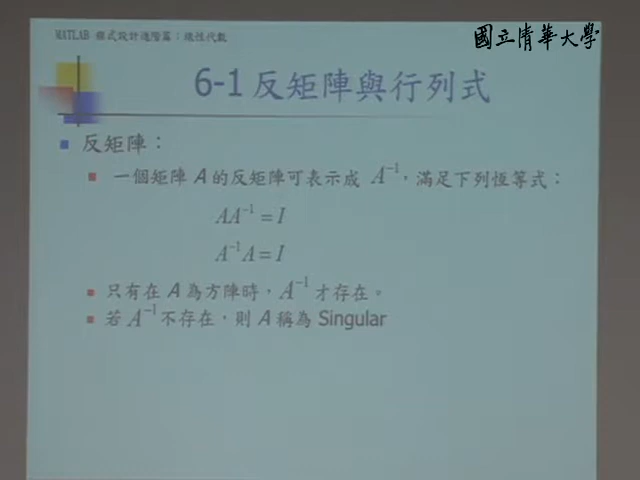 MATLAB 程式設計進階篇：線性代數
國立清華大學
6-1 反矩陣與行列式
反矩陣：
一個矩陣 A 的反矩陣可表示成 A⁻¹，滿足下列恆等式：
AA⁻¹ = I
A⁻¹A = I
只有在 A 為方陣時，A⁻¹ 才存在。
若 A⁻¹ 不存在，則 A 稱為 Singular